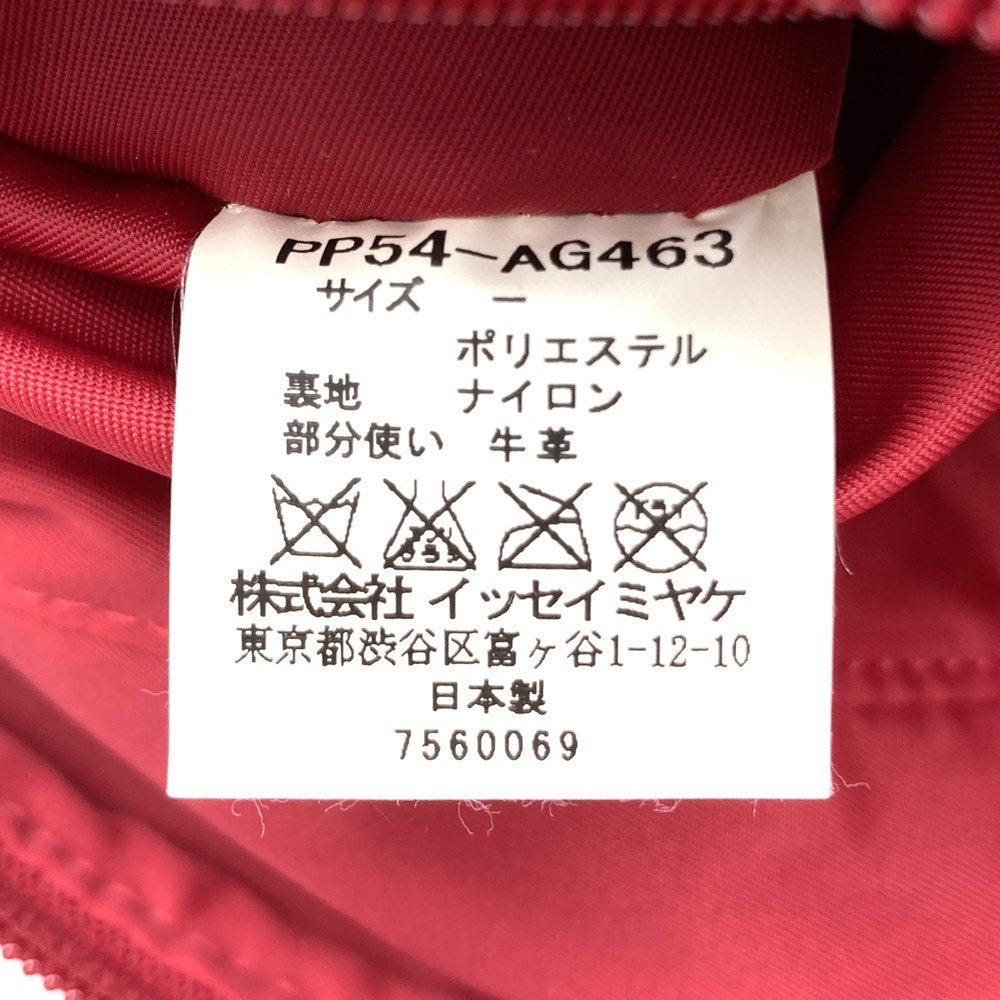 PP54-AG463
サイズ -
ポリエステル
裏地 ナイロン
部分使い 牛革
株式会社 イッセイミヤケ
東京都渋谷区富ヶ谷1-12-10
日本製
7560069